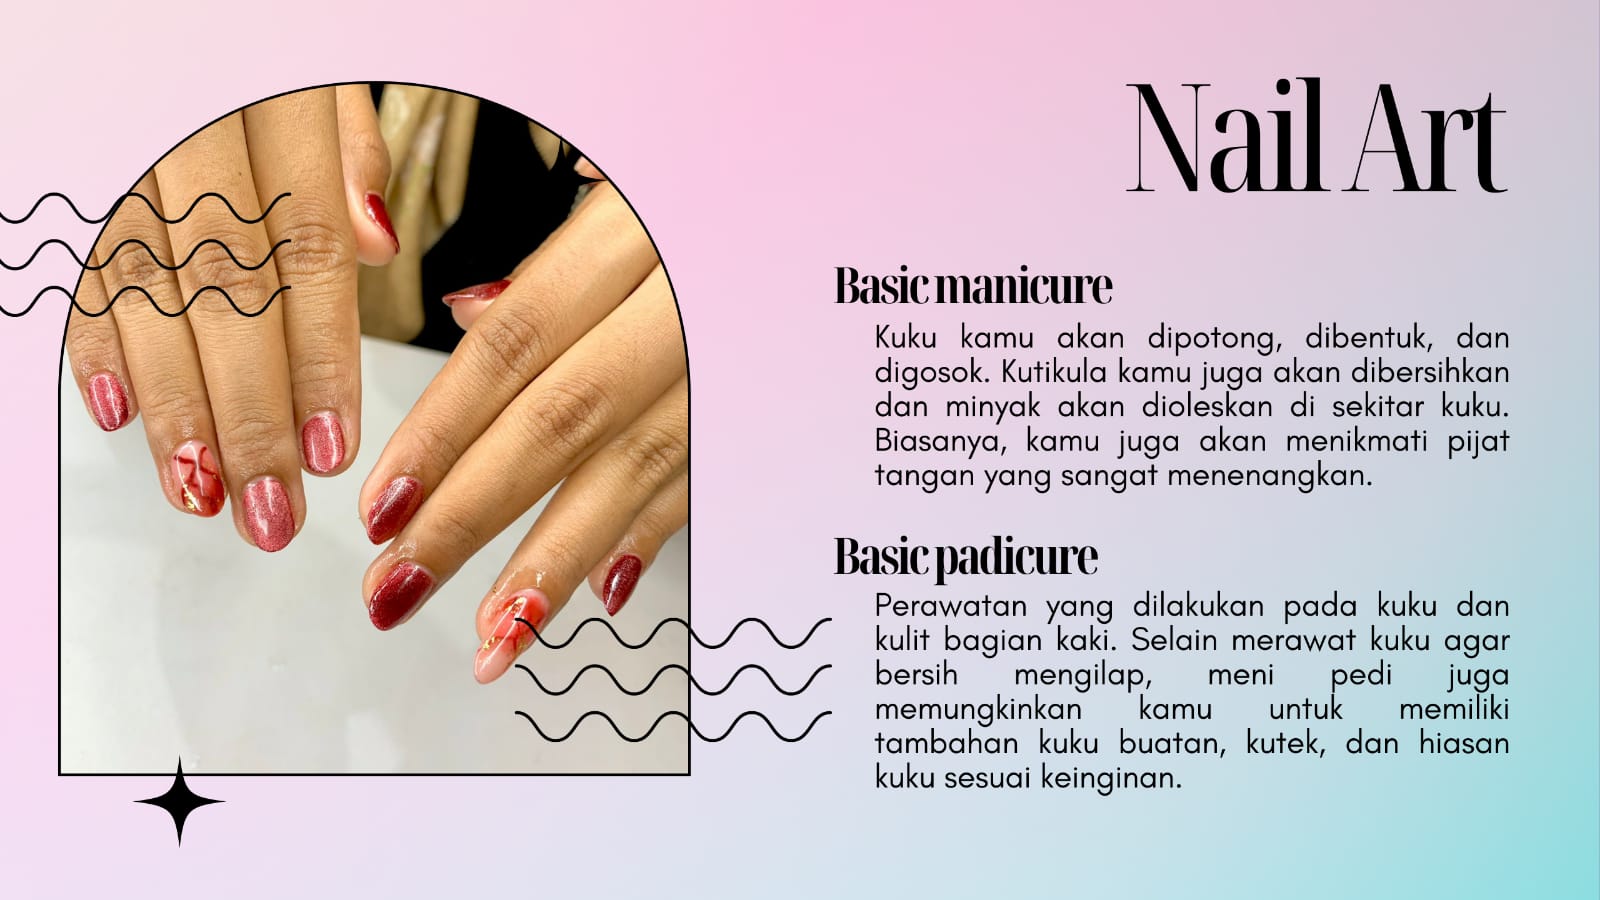 Nail Art
Basic manicure
Kuku kamu akan dipotong, dibentuk, dan
digosok. Kutikula kamu juga akan dibersihkan
dan minyak akan dioleskan di sekitar kuku.
Biasanya, kamu juga akan menikmati pijat
tangan yang sangat menenangkan.
Basic padicure
Perawatan yang dilakukan pada kuku dan
kulit bagian kaki. Selain merawat kuku agar
bersih mengilap, meni pedi juga
memungkinkan kamu untuk memiliki
tambahan kuku buatan, kutek, dan hiasan
kuku sesuai keinginan.